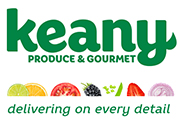 keany
PRODUCE & GOURMET
delivering on every detail